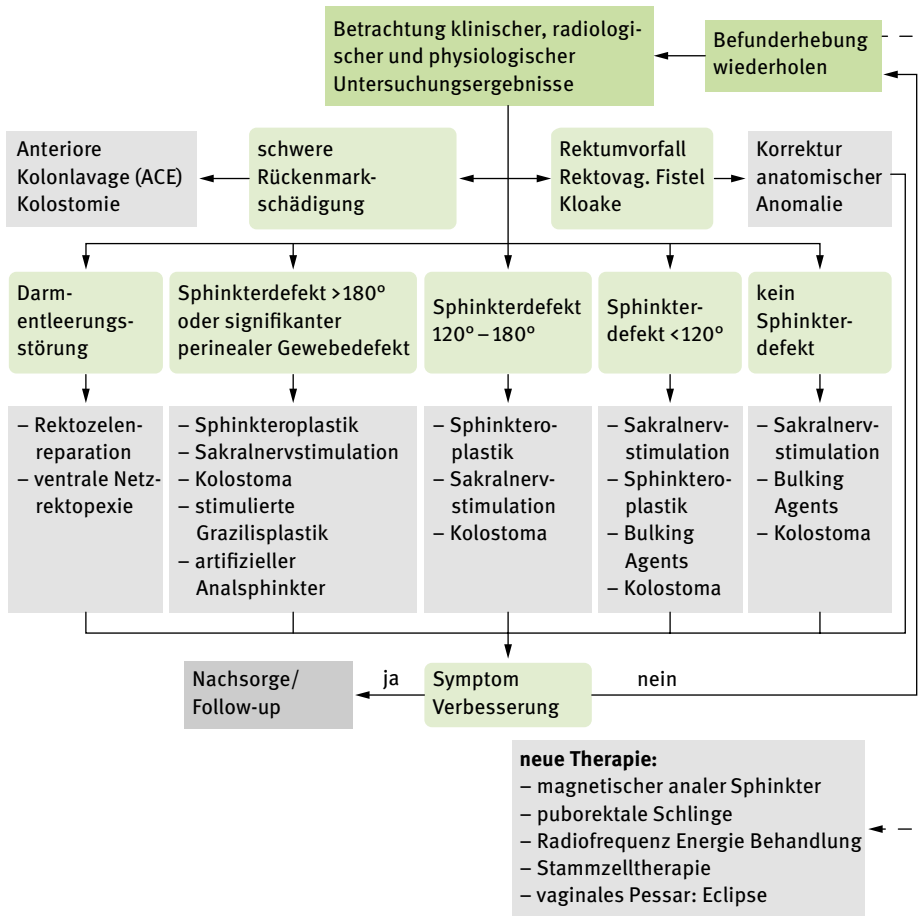 Betrachtung klinischer, radiologi-
scher und physiologischer
Untersuchungsergebnisse
Befunderhebung
wiederholen
Anteriore
Kolonlavage (ACE)
Kolostomie
schwere
Rückenmark-
schädigung
Rektumvorfall
Rektovag. Fistel
Kloake
Korrektur
anatomischer
Anomalie
Darm-
entleerungs-
störung
Sphinkterdefekt >180°
oder signifikanter
perinealer Gewebedefekt
Sphinkterdefekt
120° – 180°
Sphinkter-
defekt <120°
kein
Sphinkter-
defekt
– Rektozelen-
reparation
– ventrale Netz-
rektopexie
– Sphinkteroplastik
– Sakralnervstimulation
– Kolostoma
– stimulierte
Grazilisplastik
– artifizieller
Analsphinkter
– Sphinktero-
plastik
– Sakralnerv-
stimulation
– Kolostoma
– Sakralnerv-
stimulation
– Sphinktero-
plastik
– Bulking
Agents
– Kolostoma
– Sakralnerv-
stimulation
– Bulking
Agents
– Kolostoma
Nachsorge/
Follow-up
ja
Symptom
Verbesserung
nein
neue Therapie:
– magnetischer analer Sphinkter
– puborektale Schlinge
– Radiofrequenz Energie Behandlung
– Stammzelltherapie
– vaginales Pessar: Eclipse